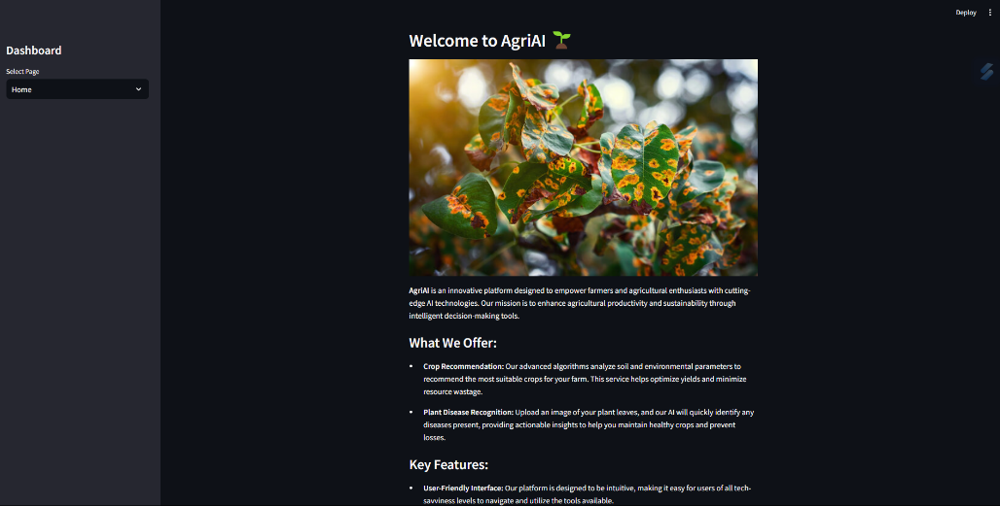 Deploy
Dashboard
Select Page
Home
Welcome to AgriAI
AgriAI is an innovative platform designed to empower farmers and agricultural enthusiasts with cutting-
edge AI technologies. Our mission is to enhance agricultural productivity and sustainability through
intelligent decision-making tools.
What We Offer:
• Crop Recommendation: Our advanced algorithms analyze soil and environmental parameters to
recommend the most suitable crops for your farm. This service helps optimize yields and minimize
resource wastage.
• Plant Disease Recognition: Upload an image of your plant leaves, and our AI will quickly identify any
diseases present, providing actionable insights to help you maintain healthy crops and prevent
losses.
Key Features:
• User-Friendly Interface: Our platform is designed to be intuitive, making it easy for users of all tech-
savviness levels to navigate and utilize the tools available.